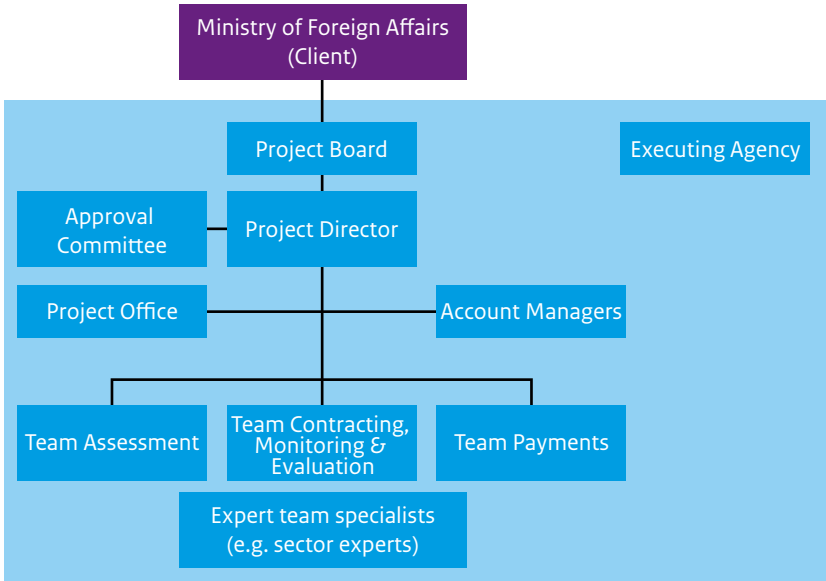 Ministry of Foreign Affairs
(Client)
Project Board
Executing Agency
Approval
Committee
Project Director
Project Office
Account Managers
Team Assessment
Team Contracting,
Monitoring &
Evaluation
Team Payments
Expert team specialists
(e.g. sector experts)